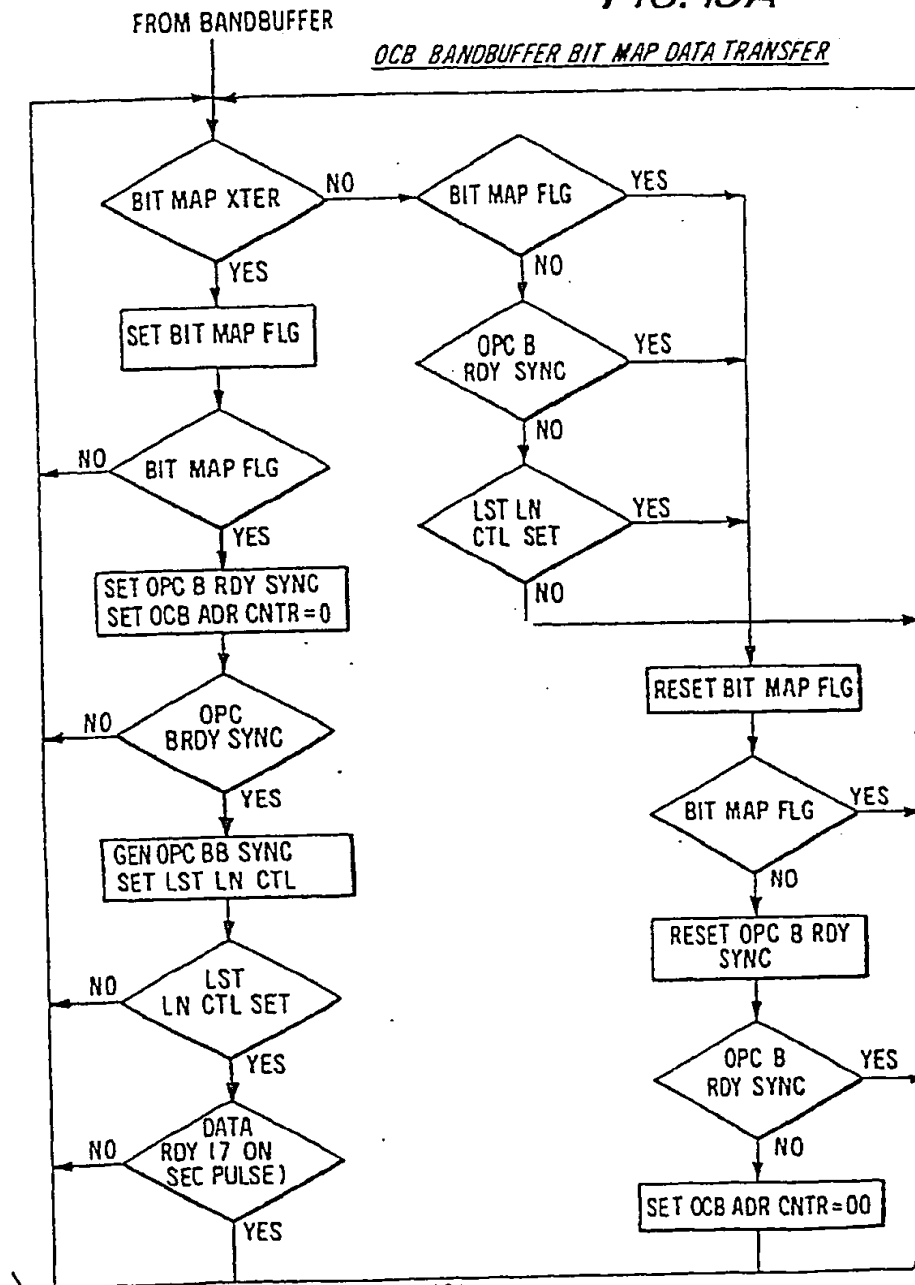 FROM BANDBUFFER
OCB BANDBUFFER BIT MAP DATA TRANSFER
BIT MAP XTER
NO
YES
BIT MAP FLG
YES
NO
SET BIT MAP FLG
OPC B
RDY SYNC
YES
NO
BIT MAP FLG
NO
YES
LST LN
CTL SET
YES
NO
SET OPC B RDY SYNC
SET OCB ADR CNTR=0
OPC
BRDY SYNC
NO
YES
RESET BIT MAP FLG
BIT MAP FLG
YES
NO
GEN OPC BB SYNC
SET LST LN CTL
RESET OPC B RDY
SYNC
LST
LN CTL SET
NO
YES
OPC B
RDY SYNC
YES
NO
DATA
RDY (7 ON
SEC PULSE)
NO
YES
SET OCB ADR CNTR=00